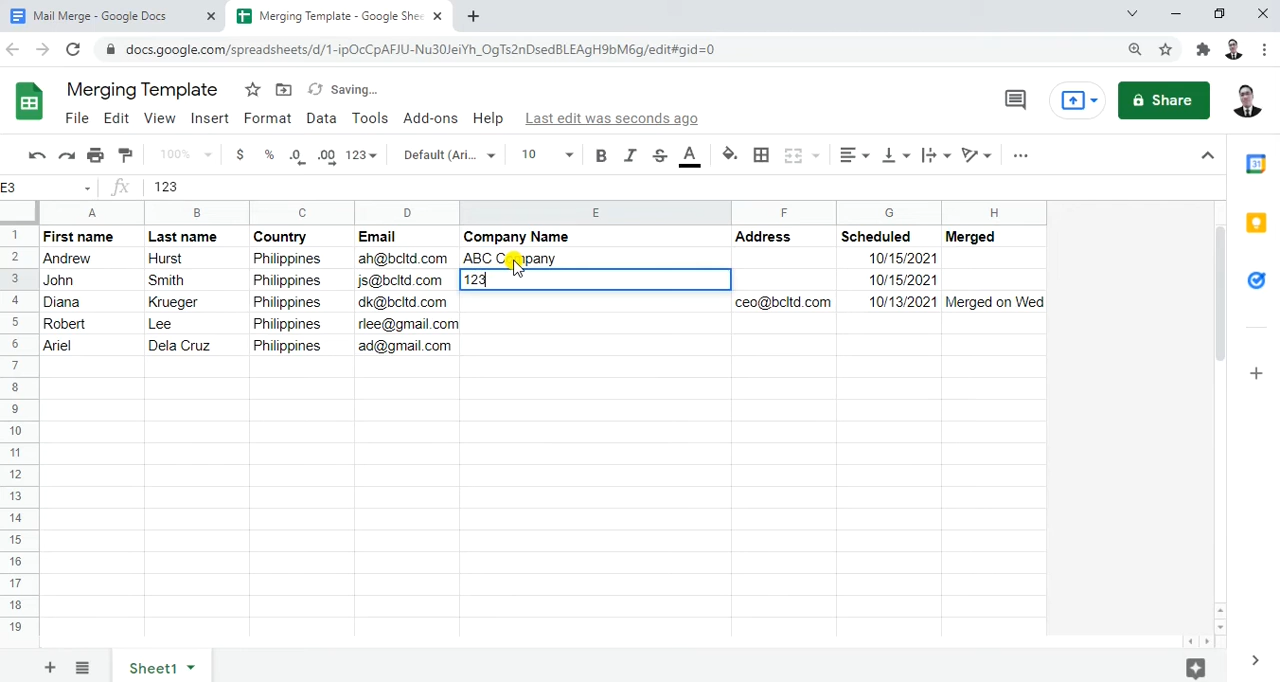 Mail Merge - Google Docs
Merging Template - Google She
docs.google.com/spreadsheets/d/1-ipOcCpAFJU-Nu30JeiYh_OgTs2nDsedBLEAgH9bM6g/edit#gid=0
Merging Template Saving...
File Edit View Insert Format Data Tools Add-ons Help Last edit was seconds ago
Share
100% $ % .0 .00 123 Default (Ari... 10 B I S A
E3 fx 123
A B C D E F G H
1 First name Last name Country Email Company Name Address Scheduled Merged
2 Andrew Hurst Philippines ah@bcltd.com ABC Company 10/15/2021
3 John Smith Philippines js@bcltd.com 123 10/15/2021
4 Diana Krueger Philippines dk@bcltd.com ceo@bcltd.com 10/13/2021 Merged on Wed
5 Robert Lee Philippines rlee@gmail.com
6 Ariel Dela Cruz Philippines ad@gmail.com
7
8
9
10
11
12
13
14
15
16
17
18
19
Sheet1
31